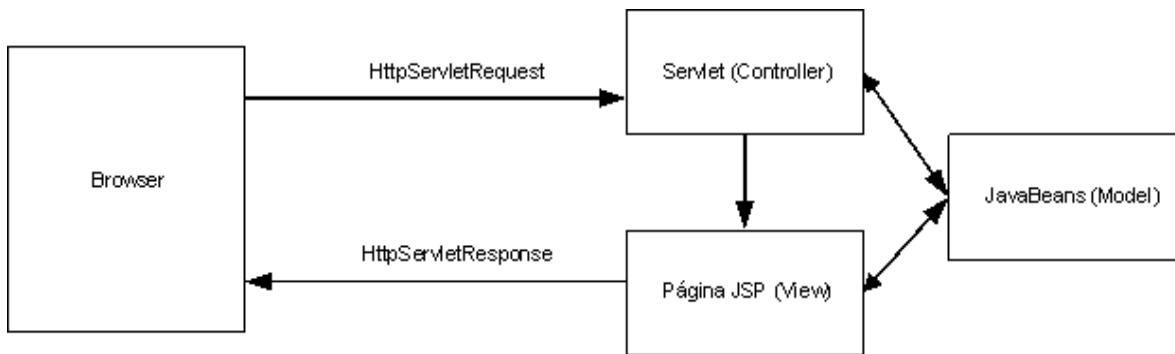 HttpServletRequest
Servlet (Controller)
Browser
JavaBeans (Model)
HttpServletResponse
Página JSP (View)